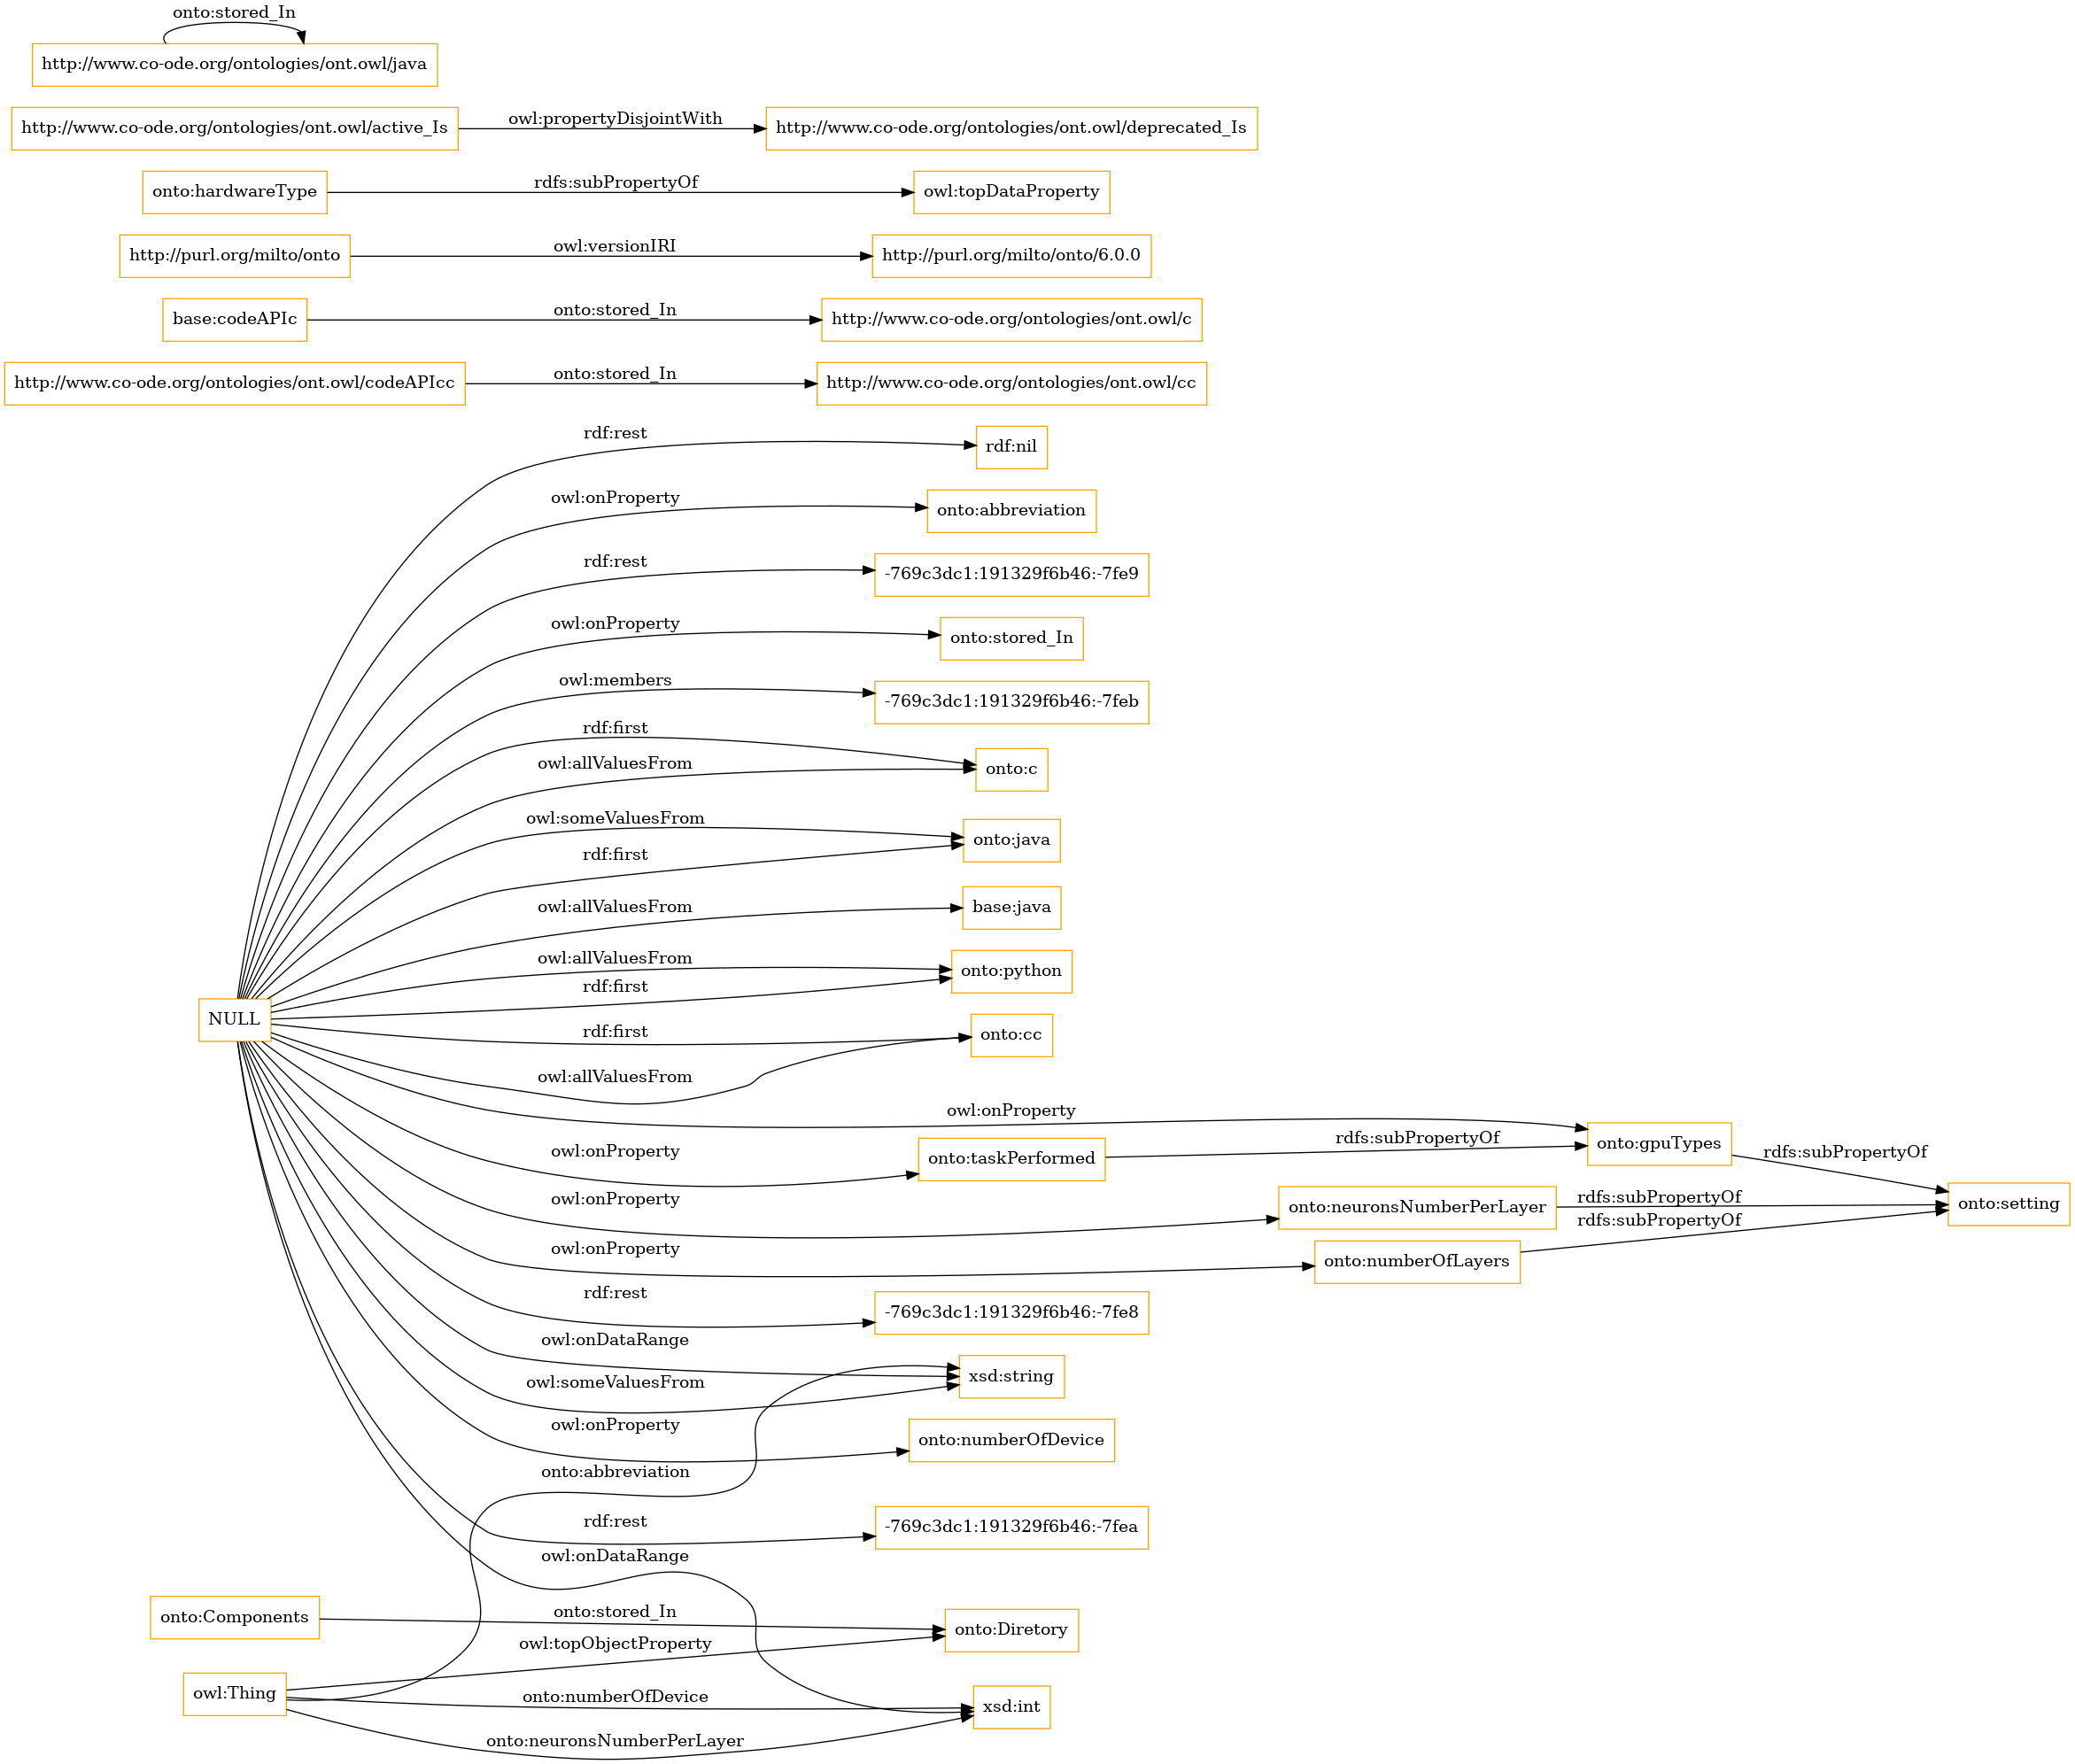 onto:stored_In
http://www.co-ode.org/ontologies/ont.owl/java
http://www.co-ode.org/ontologies/ont.owl/active_Is
owl:propertyDisjointWith
http://www.co-ode.org/ontologies/ont.owl/deprecated_Is
onto:hardwareType
rdfs:subPropertyOf
owl:topDataProperty
http://purl.org/milto/onto
owl:versionIRI
http://purl.org/milto/onto/6.0.0
base:codeAPIc
onto:stored_In
http://www.co-ode.org/ontologies/ont.owl/c
http://www.co-ode.org/ontologies/ont.owl/codeAPIcc
onto:stored_In
http://www.co-ode.org/ontologies/ont.owl/cc
rdf:rest
rdf:nil
owl:onProperty
onto:abbreviation
rdf:rest
-769c3dc1:191329f6b46:-7fe9
owl:onProperty
onto:stored_In
owl:members
-769c3dc1:191329f6b46:-7feb
rdf:first
owl:allValuesFrom
onto:c
owl:someValuesFrom
onto:java
rdf:first
owl:allValuesFrom
base:java
owl:allValuesFrom
onto:python
rdf:first
NULL
rdf:first
onto:cc
owl:allValuesFrom
owl:onProperty
onto:gpuTypes
owl:onProperty
onto:taskPerformed
rdfs:subPropertyOf
rdfs:subPropertyOf
owl:onProperty
onto:neuronsNumberPerLayer
rdfs:subPropertyOf
onto:setting
rdfs:subPropertyOf
owl:onProperty
onto:numberOfLayers
rdf:rest
-769c3dc1:191329f6b46:-7fe8
owl:onDataRange
xsd:string
owl:someValuesFrom
owl:onProperty
onto:numberOfDevice
onto:abbreviation
rdf:rest
-769c3dc1:191329f6b46:-7fea
owl:onDataRange
onto:Components
onto:stored_In
onto:Diretory
owl:topObjectProperty
owl:Thing
onto:numberOfDevice
xsd:int
onto:neuronsNumberPerLayer